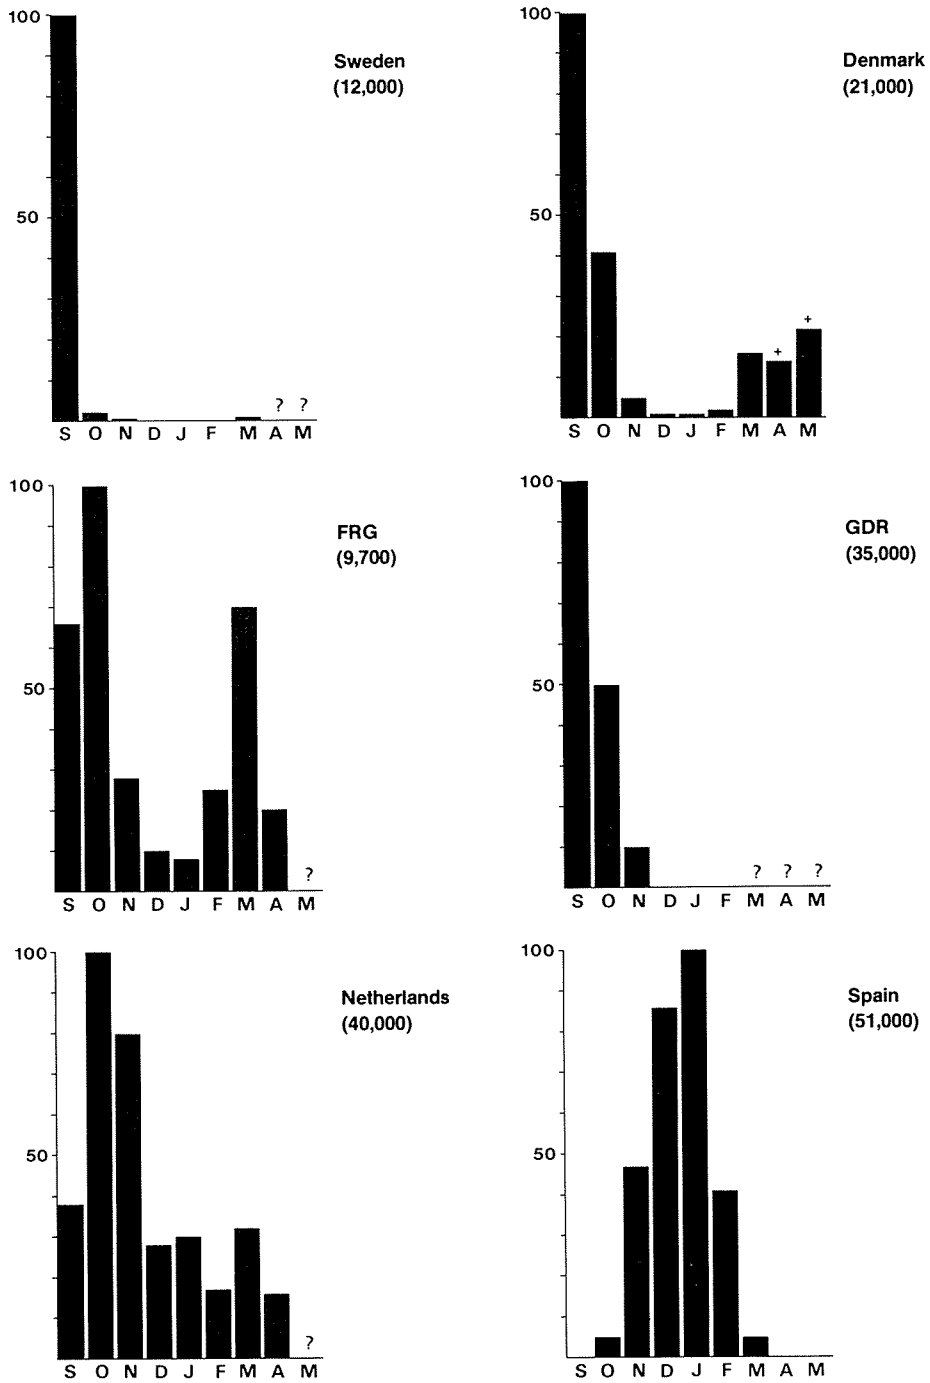 100
50
Sweden
(12,000)
? ?
S O N D J F M A M
100
50
Denmark
(21,000)
+ +
S O N D J F M A M
100
50
FRG
(9,700)
?
S O N D J F M A M
100
50
GDR
(35,000)
? ? ?
S O N D J F M A M
100
50
Netherlands
(40,000)
?
S O N D J F M A M
100
50
Spain
(51,000)
S O N D J F M A M